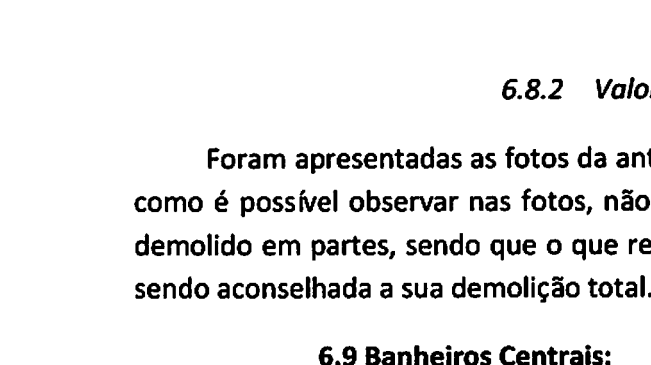 6.8.2 Valo
Foram apresentadas as fotos da ant
como é possível observar nas fotos, não
demolido em partes, sendo que o que re
sendo aconselhada a sua demolição total.
6.9 Banheiros Centrais: